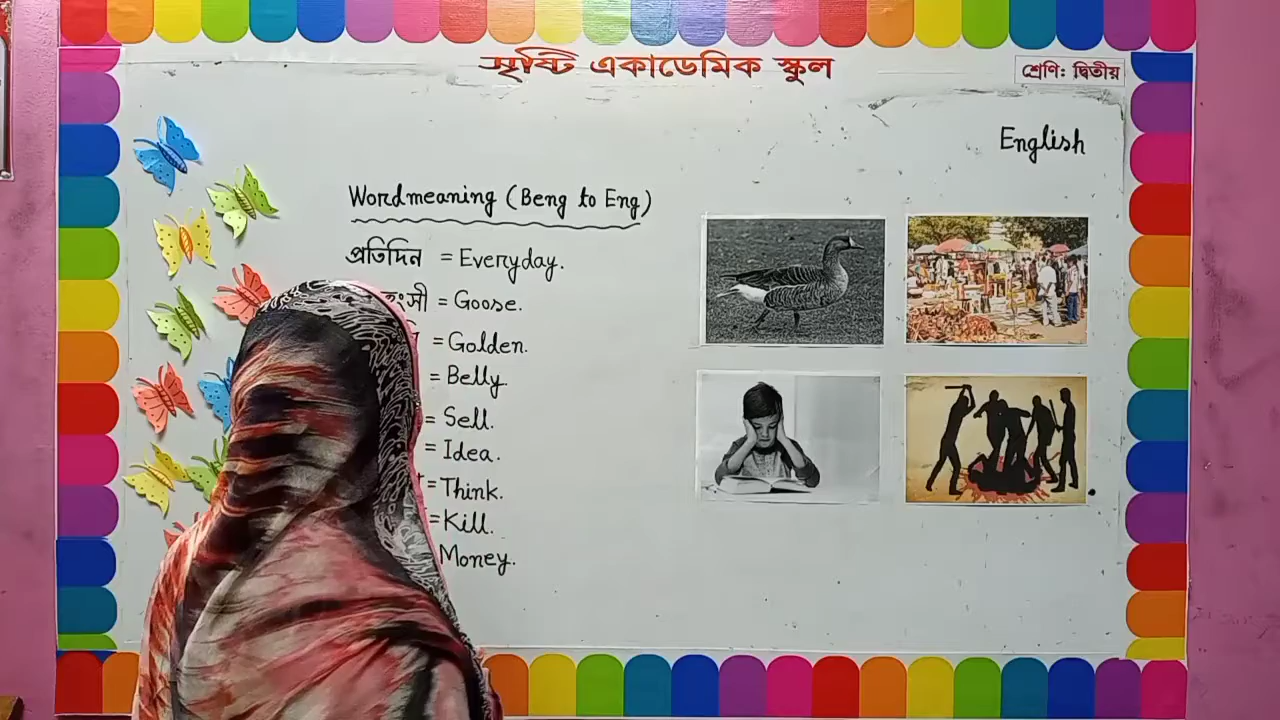 সৃষ্টি একাডেমিক স্কুল
শ্রেণি: দ্বিতীয়
English
Wordmeaning (Beng to Eng)
প্রতিদিন = Everyday.
= Goose.
= Golden.
= Belly.
= Sell.
= Idea.
= Think.
= Kill.
Money.